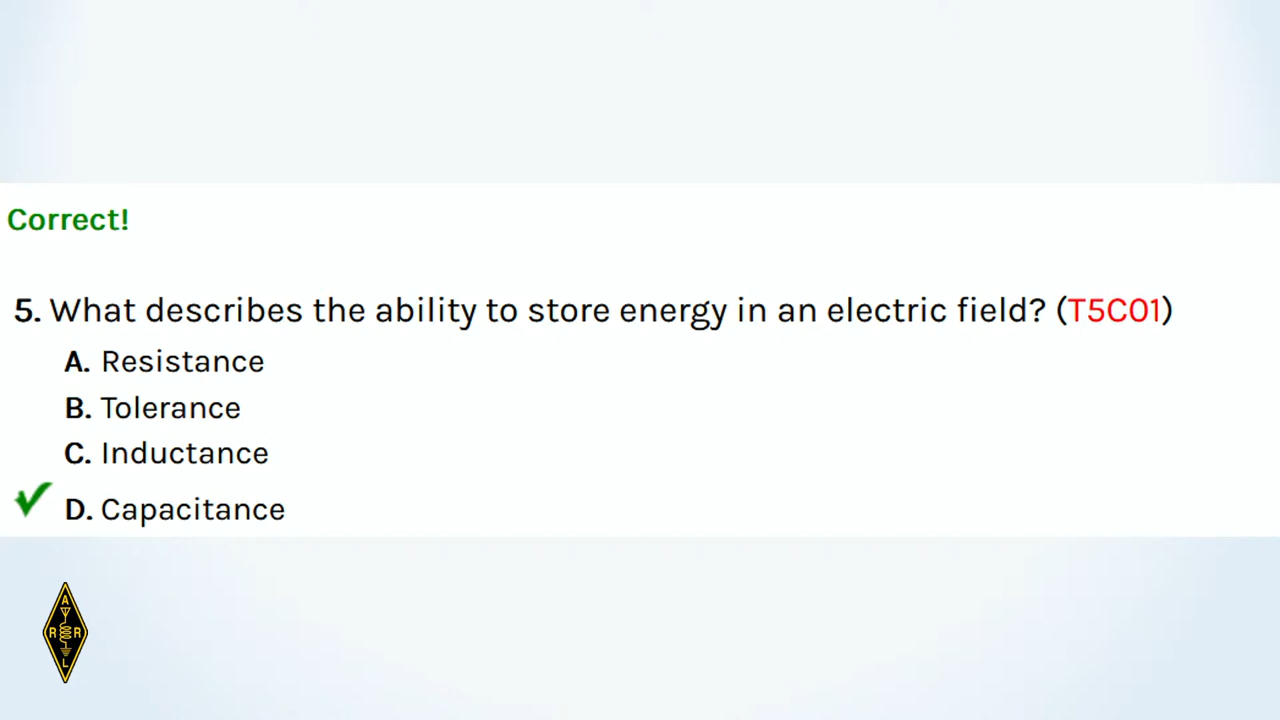 Correct!
5. What describes the ability to store energy in an electric field? (T5C01)
A. Resistance
B. Tolerance
C. Inductance
D. Capacitance
A
R R
L